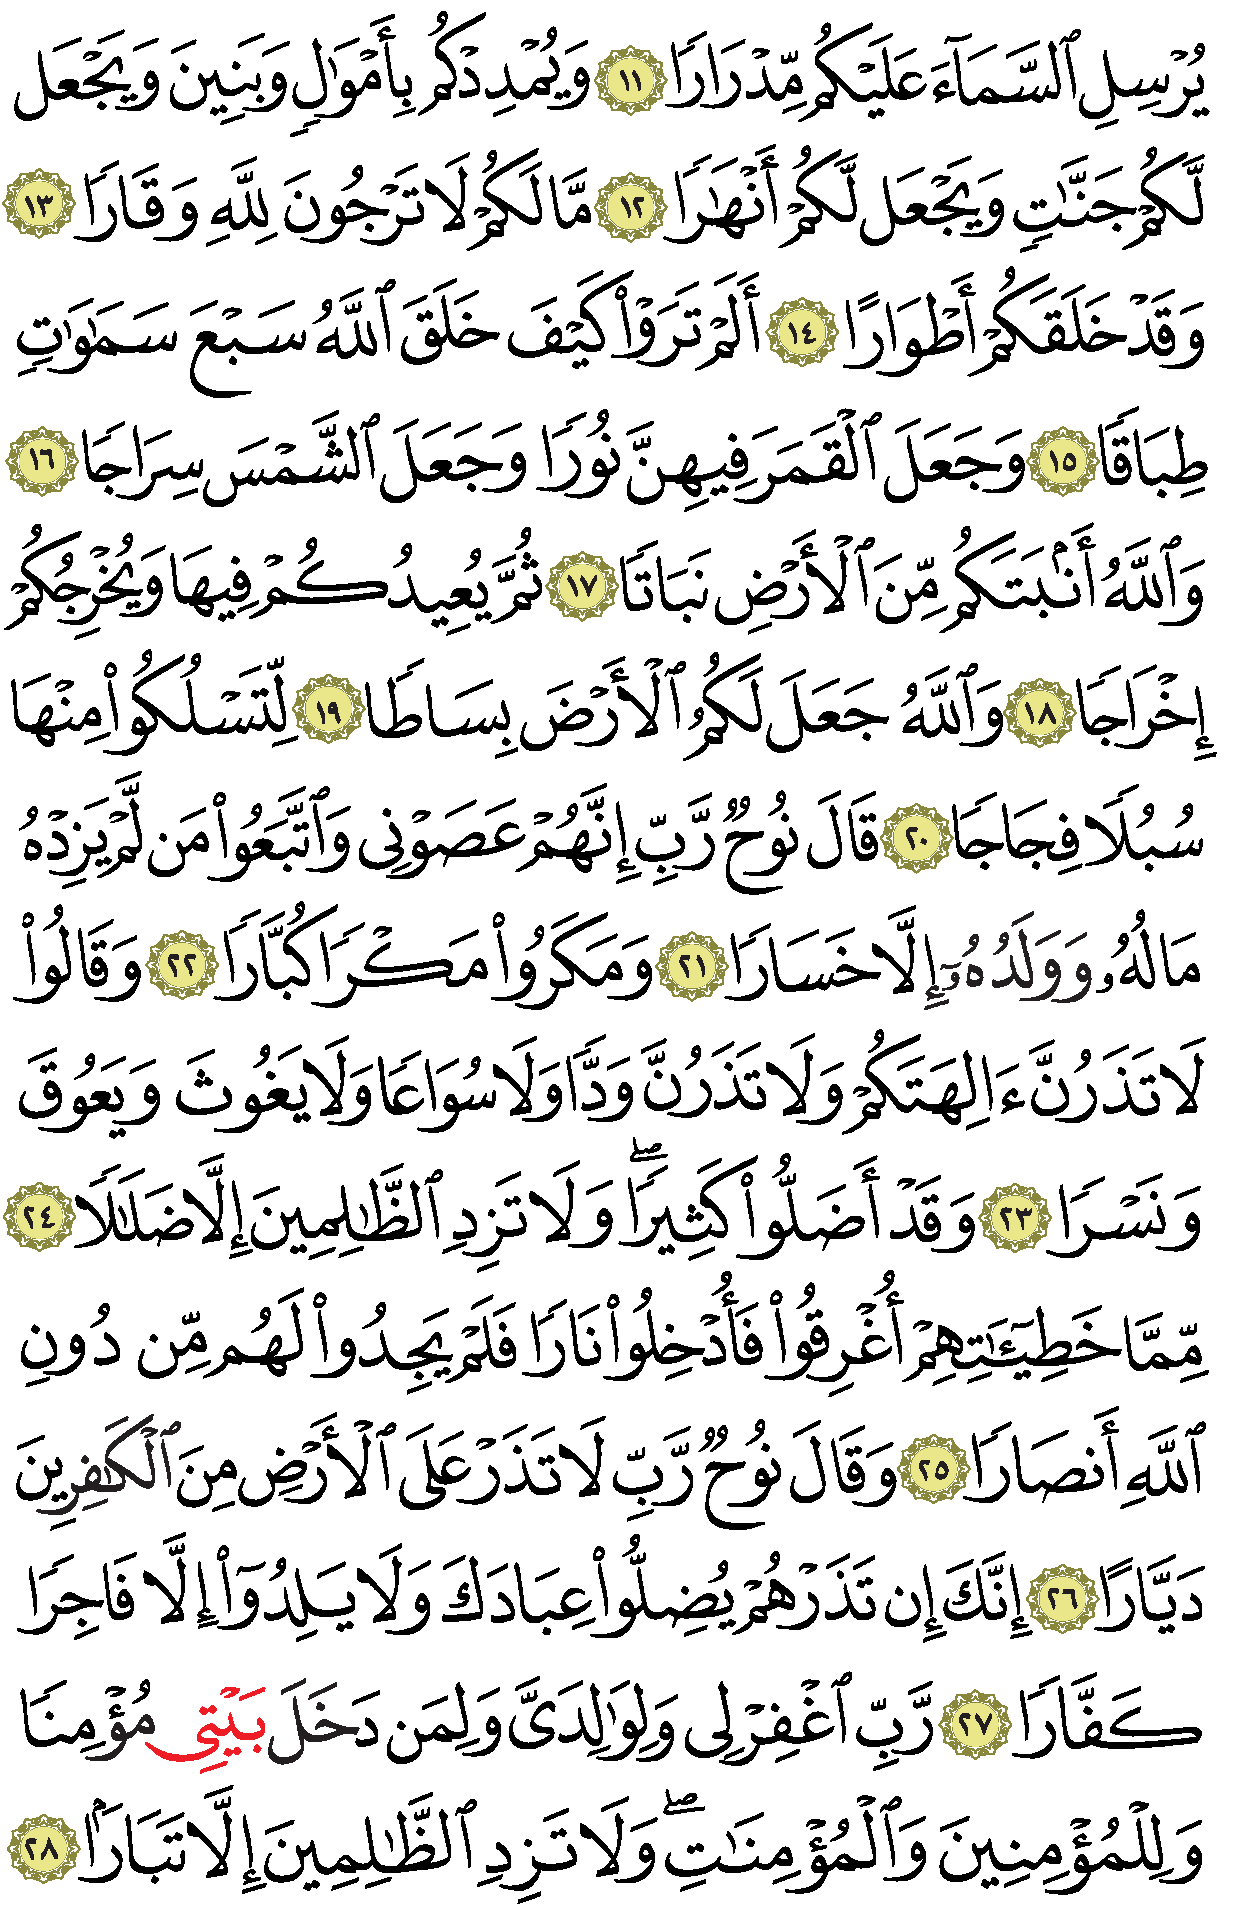 يُرْسِلِ ٱلسَّمَآءَ عَلَيْكُم مِّدْرَارًا ١١ وَيُمْدِدْكُم بِأَمْوَٰلٍ وَبَنِينَ وَيَجْعَل
لَّكُمْ جَنَّٰتٍ وَيَجْعَل لَّكُمْ أَنْهَٰرًا ١٢ مَّا لَكُمْ لَا تَرْجُونَ لِلَّهِ وَقَارًا ١٣
وَقَدْ خَلَقَكُمْ أَطْوَارًا ١٤ أَلَمْ تَرَوْا۟ كَيْفَ خَلَقَ ٱللَّهُ سَبْعَ سَمَٰوَٰتٍ
طِبَاقًا ١٥ وَجَعَلَ ٱلْقَمَرَ فِيهِنَّ نُورًا وَجَعَلَ ٱلشَّمْسَ سِرَاجًا ١٦
وَٱللَّهُ أَنۢبَتَكُم مِّنَ ٱلْأَرْضِ نَبَاتًا ١٧ ثُمَّ يُعِيدُكُمْ فِيهَا وَيُخْرِجُكُمْ
إِخْرَاجًا ١٨ وَٱللَّهُ جَعَلَ لَكُمُ ٱلْأَرْضَ بِسَاطًا ١٩ لِّتَسْلُكُوا۟ مِنْهَا
سُبُلًا فِجَاجًا ٢٠ قَالَ نُوحٌ رَّبِّ إِنَّهُمْ عَصَوْنِى وَٱتَّبَعُوا۟ مَن لَّمْ يَزِدْهُ
مَالُهُۥ وَوَلَدُهُۥٓ إِلَّا خَسَارًا ٢١ وَمَكَرُوا۟ مَكْرًا كُبَّارًا ٢٢ وَقَالُوا۟
لَا تَذَرُنَّ ءَالِهَتَكُمْ وَلَا تَذَرُنَّ وَدًّا وَلَا سُوَاعًا وَلَا يَغُوثَ وَيَعُوقَ
وَنَسْرًا ٢٣ وَقَدْ أَضَلُّوا۟ كَثِيرًا ۖ وَلَا تَزِدِ ٱلظَّٰلِمِينَ إِلَّا ضَلَٰلًا ٢٤
مِّمَّا خَطِيٓـَٰٔتِهِمْ أُغْرِقُوا۟ فَأُدْخِلُوا۟ نَارًا فَلَمْ يَجِدُوا۟ لَهُم مِّن دُونِ
ٱللَّهِ أَنصَارًا ٢٥ وَقَالَ نُوحٌ رَّبِّ لَا تَذَرْ عَلَى ٱلْأَرْضِ مِنَ ٱلْكَٰفِرِينَ
دَيَّارًا ٢٦ إِنَّكَ إِن تَذَرْهُمْ يُضِلُّوا۟ عِبَادَكَ وَلَا يَلِدُوٓا۟ إِلَّا فَاجِرًا
كَفَّارًا ٢٧ رَّبِّ ٱغْفِرْ لِى وَلِوَٰلِدَىَّ وَلِمَن دَخَلَ بَيْتِى مُؤْمِنًا
وَلِلْمُؤْمِنِينَ وَٱلْمُؤْمِنَٰتِ ۖ وَلَا تَزِدِ ٱلظَّٰلِمِينَ إِلَّا تَبَارًۢا ٢٨